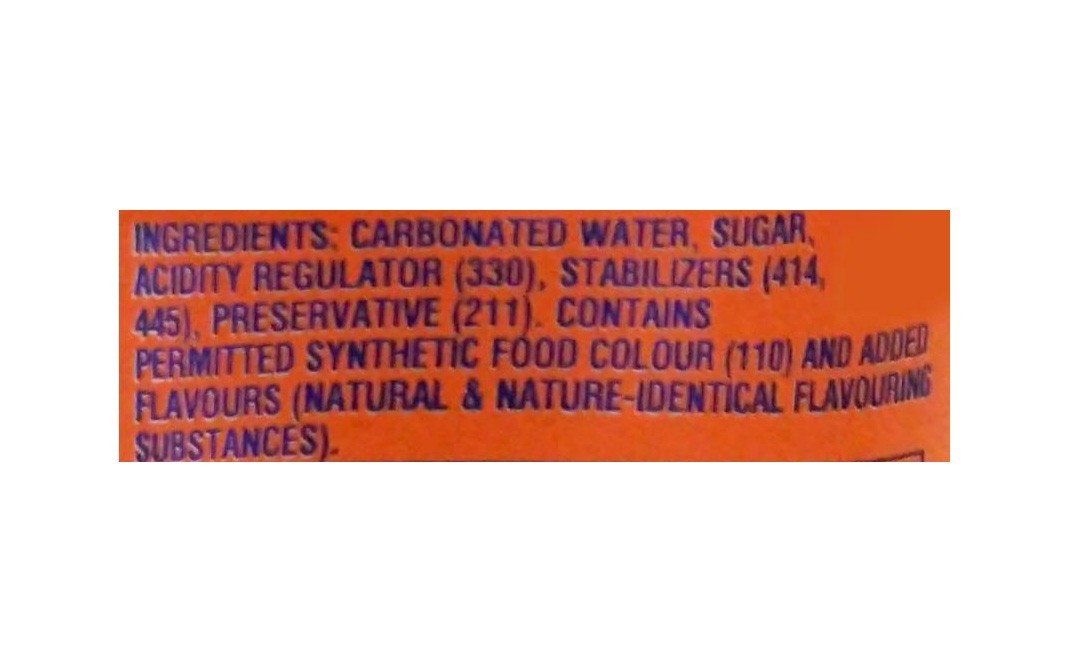 INGREDIENTS: CARBONATED WATER, SUGAR,
ACIDITY REGULATOR (330), STABILIZERS (414,
445), PRESERVATIVE (211). CONTAINS
PERMITTED SYNTHETIC FOOD COLOUR (110) AND ADDED
FLAVOURS (NATURAL & NATURE-IDENTICAL FLAVOURING
SUBSTANCES).